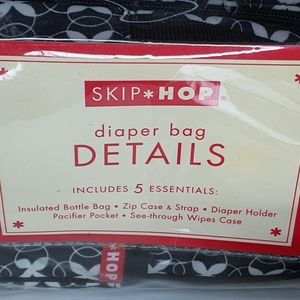 SKIP*HOP®
diaper bag
DETAILS
INCLUDES 5 ESSENTIALS:
Insulated Bottle Bag • Zip Case & Strap • Diaper Holder
Pacifier Pocket • See-through Wipes Case
HOP